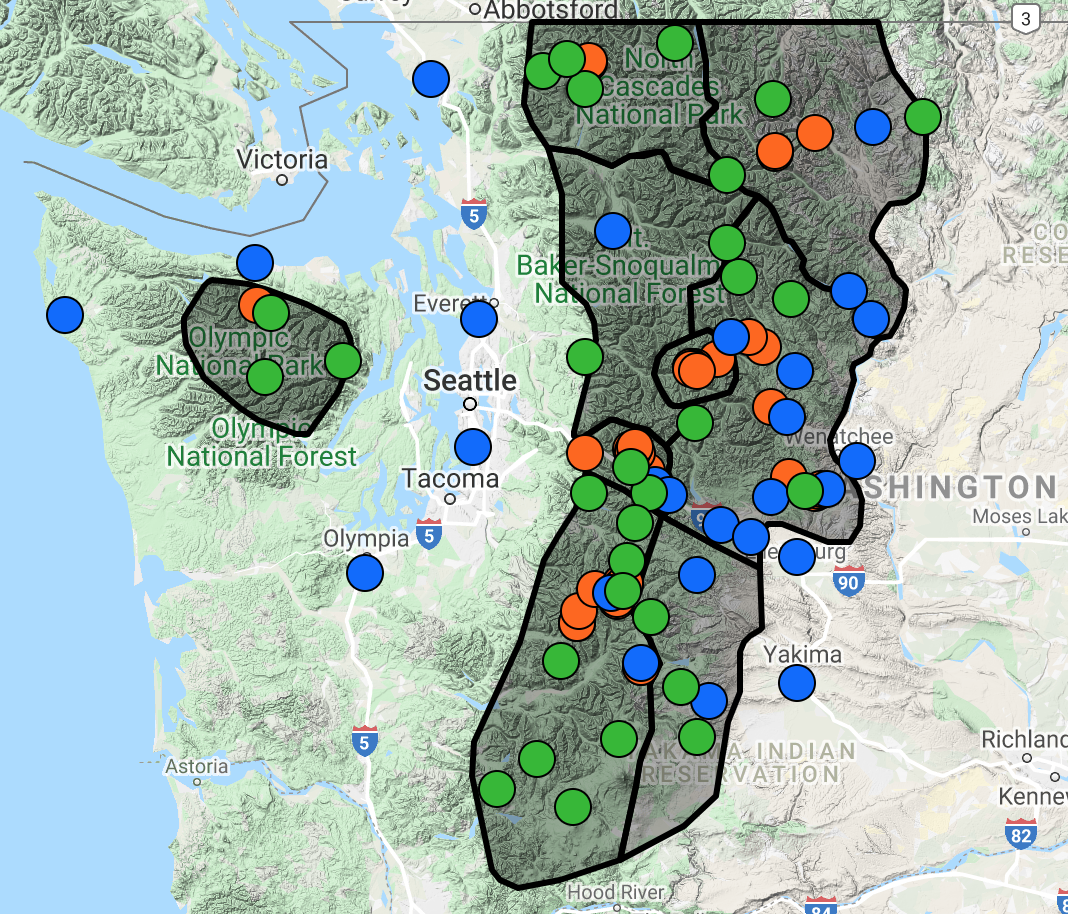 Abbotsford
3
North
Cascades
National Park
Victoria
5
Mt.
Baker-Snoqualmie
National Forest
Everett
Olympic
National Park
Seattle
Olympic
National Forest
Wenatchee
Tacoma
WASHINGTON
Moses Lak
Olympia
5
90
Yakima
5
YAKAMA INDIAN
RESERVATION
Richland
Astoria
Kennew
82
Hood River
84